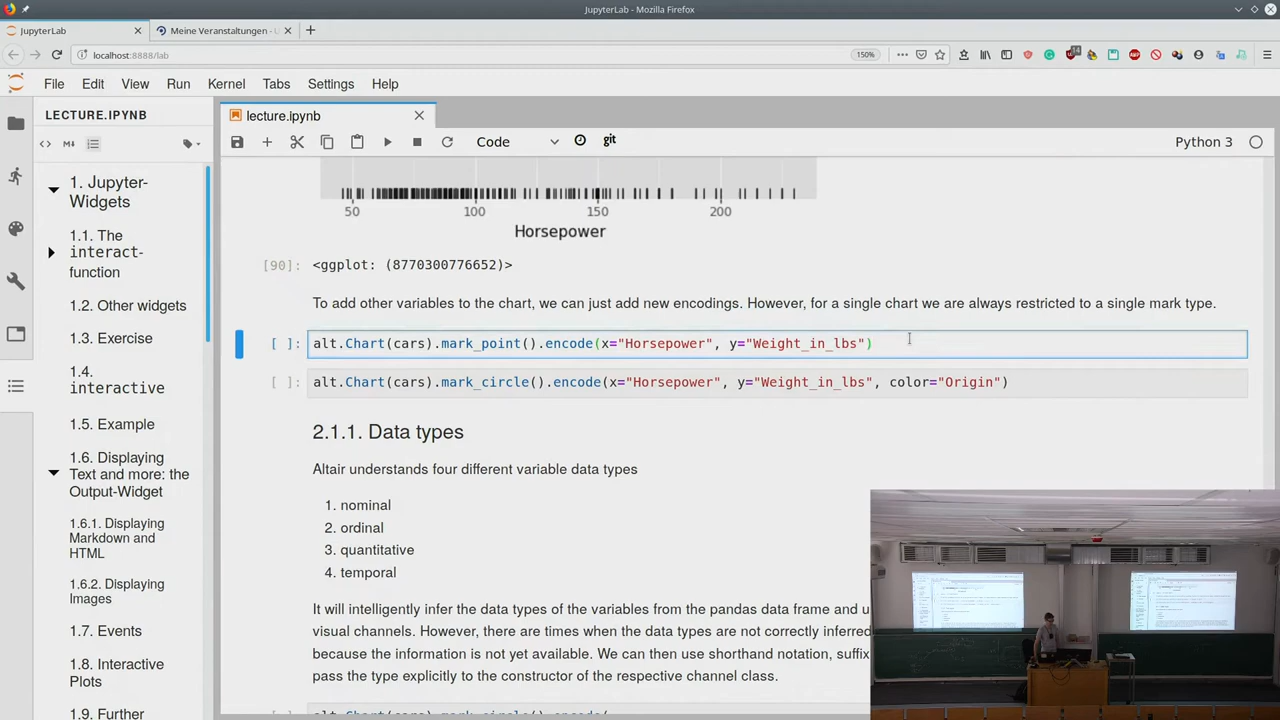 JupyterLab - Mozilla Firefox
JupyterLab
Meine Veranstaltungen -
localhost:8888/lab
150%
14
ABP
File Edit View Run Kernel Tabs Settings Help
LECTURE.IPYNB
lecture.ipynb
Code
git
Python 3
1. Jupyter-
Widgets
1.1. The
interact-
function
1.2. Other widgets
1.3. Exercise
1.4.
interactive
1.5. Example
1.6. Displaying
Text and more: the
Output-Widget
1.6.1. Displaying
Markdown and
HTML
1.6.2. Displaying
Images
1.7. Events
1.8. Interactive
Plots
1.9. Further
50 100 150 200
Horsepower
[90]: <ggplot: (8770300776652)>
To add other variables to the chart, we can just add new encodings. However, for a single chart we are always restricted to a single mark type.
[ ]: alt.Chart(cars).mark_point().encode(x="Horsepower", y="Weight_in_lbs")
[ ]: alt.Chart(cars).mark_circle().encode(x="Horsepower", y="Weight_in_lbs", color="Origin")
2.1.1. Data types
Altair understands four different variable data types
1. nominal
2. ordinal
3. quantitative
4. temporal
It will intelligently infer the data types of the variables from the pandas data frame and u
visual channels. However, there are times when the data types are not correctly inferred
because the information is not yet available. We can then use shorthand notation, suffix
pass the type explicitly to the constructor of the respective channel class.
alt.Chart(cars).mark_circle().encode(